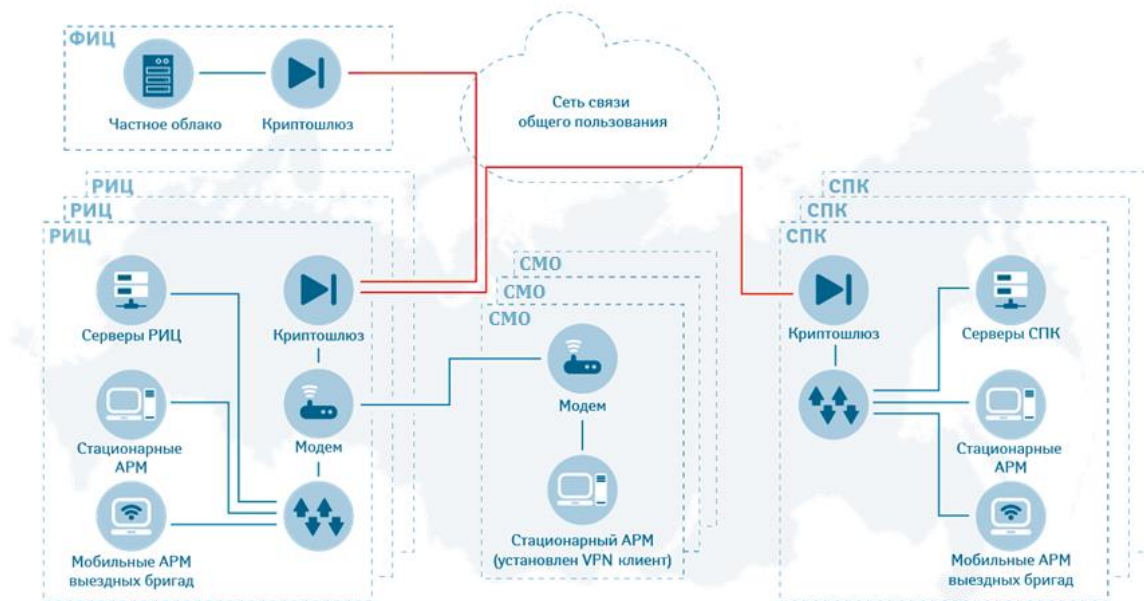 ФИЦ
Частное облако
Криптошлюз
Сеть связи
общего пользования
РИЦ
РИЦ
РИЦ
Серверы РИЦ
Криптошлюз
Стационарные
АРМ
Модем
Мобильные АРМ
выездных бригад
СМО
СМО
СМО
Модем
Стационарный АРМ
(установлен VPN клиент)
СПК
СПК
СПК
Криптошлюз
Серверы СПК
Стационарные
АРМ
Мобильные АРМ
выездных бригад